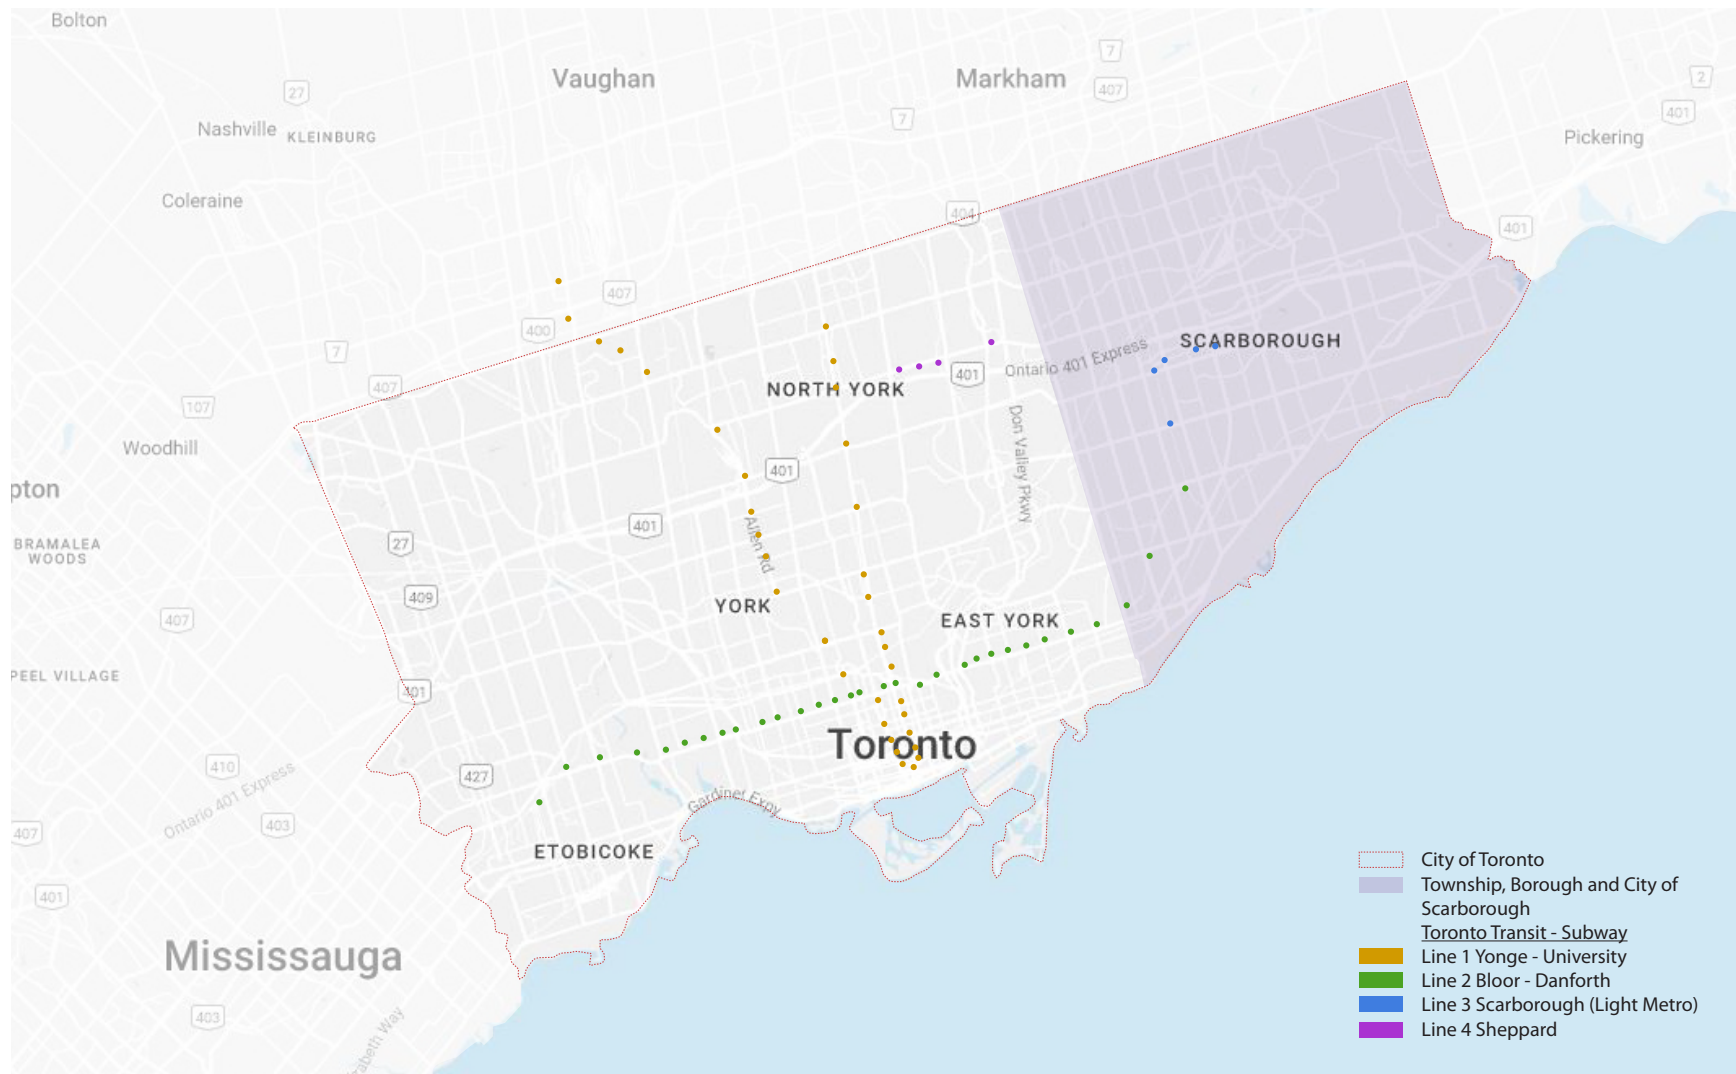 Bolton
Vaughan
Markham
7
407
2
401
27
Nashville
KLEINBURG
7
Pickering
Coleraine
404
401
407
400
7
SCARBOROUGH
Ontario 401 Express
401
407
NORTH YORK
107
Woodhill
Don Valley Pkwy
401
pton
Allen Rd
401
27
BRAMALEA
WOODS
409
YORK
407
EAST YORK
PEEL VILLAGE
401
Toronto
410
427
Ontario 401 Express
Gardiner Expy
403
407
ETOBICOKE
401
Mississauga
403
zabeth Way
City of Toronto
Township, Borough and City of
Scarborough
Toronto Transit - Subway
Line 1 Yonge - University
Line 2 Bloor - Danforth
Line 3 Scarborough (Light Metro)
Line 4 Sheppard